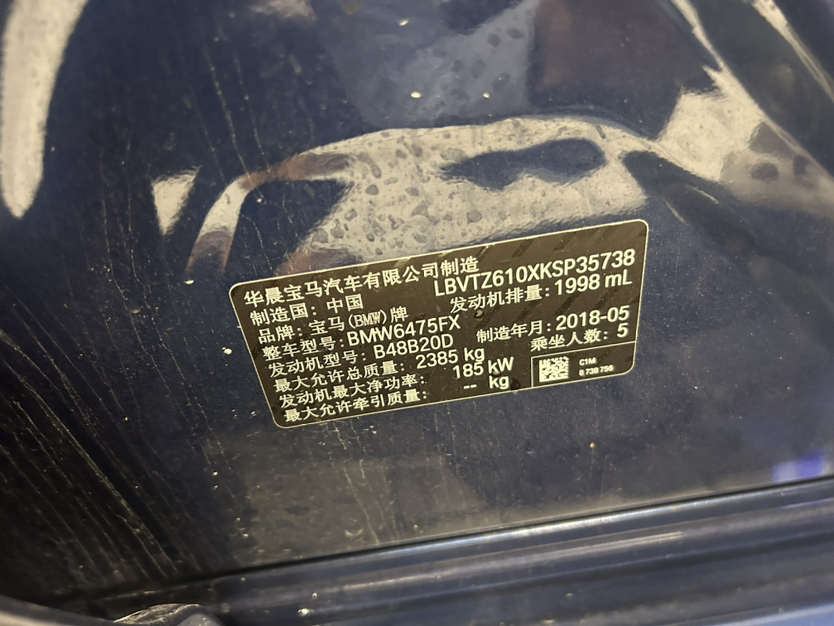 华晨宝马汽车有限公司制造
制造国：中国 LBVTZ610XKSP35738
品牌：宝马(BMW)牌 发动机排量：1998 mL
整车型号：BMW6475FX
发动机型号：B48B20D 制造年月：2018-05
最大允许总质量：2385 kg 乘坐人数：5
发动机最大净功率：185 kW
最大允许牵引质量：-- kg
C1M
8 739 756